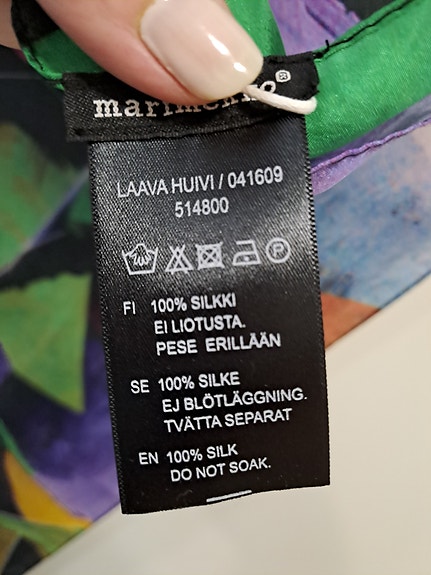 LAAVA HUIVI / 041609
514800
P
FI 100% SILKKI
EI LIOTUSTA.
PESE ERILLÄÄN
SE 100% SILKE
EJ BLÖTLÄGGNING.
TVÄTTA SEPARAT
EN 100% SILK
DO NOT SOAK.